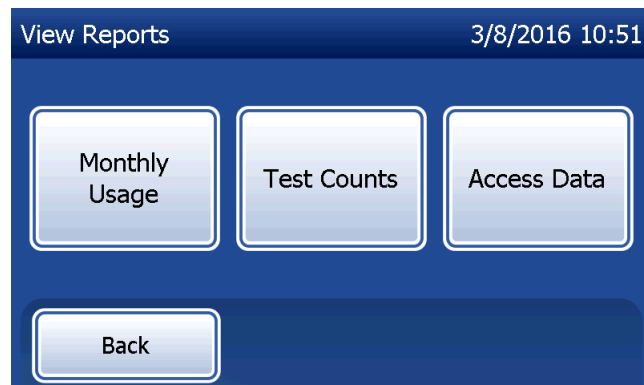 View Reports 3/8/2016 10:51
Monthly
Usage
Test Counts
Access Data
Back